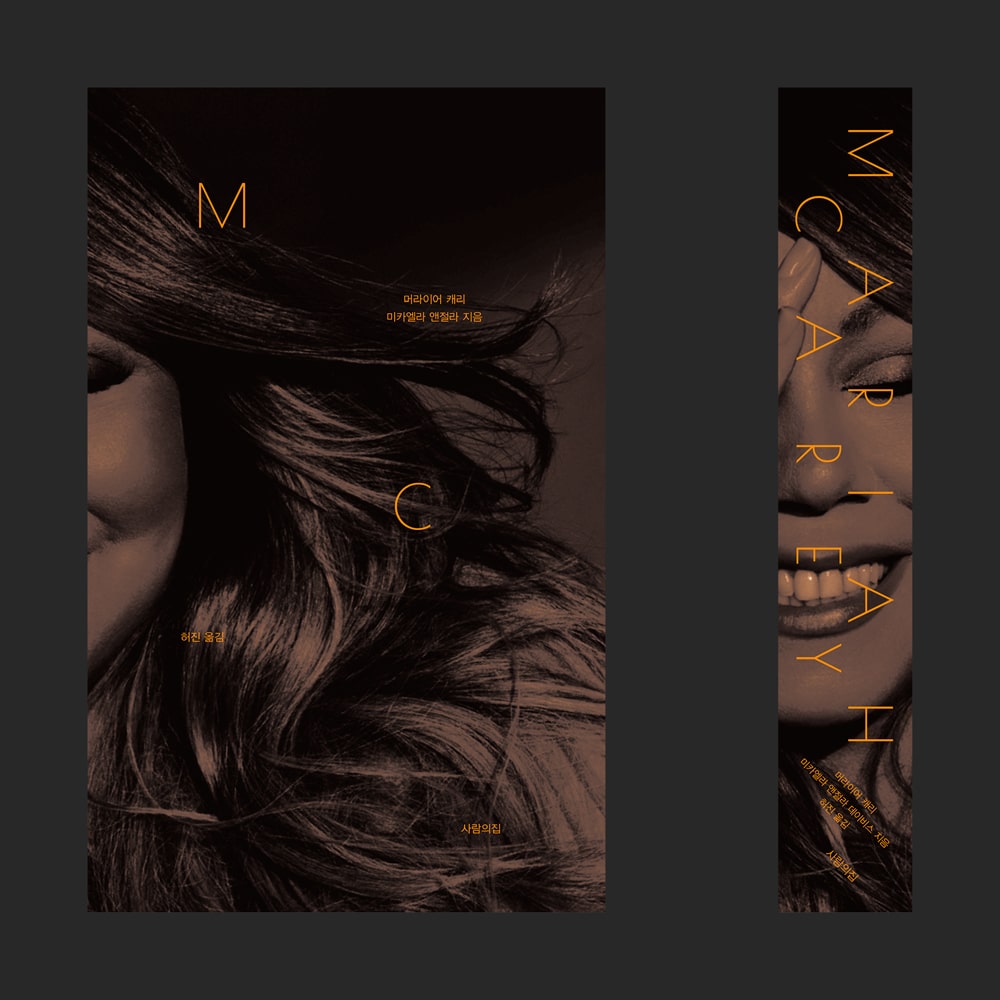 M
머라이어 캐리
미카엘라 앤절라 지음
C
허진 옮김
사람의집
MARIAH
CAREY
머라이어 캐리
미카엘라 앤절라 데이비스 지음
허진 옮김
사람의집